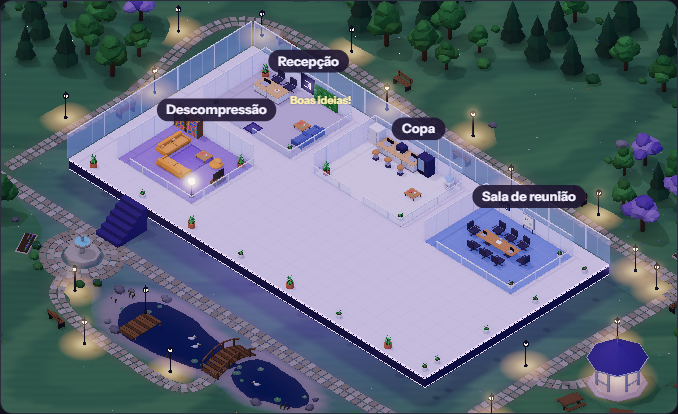 Recepção
Boas ideias!
Descompressão
Copa
Sala de reunião